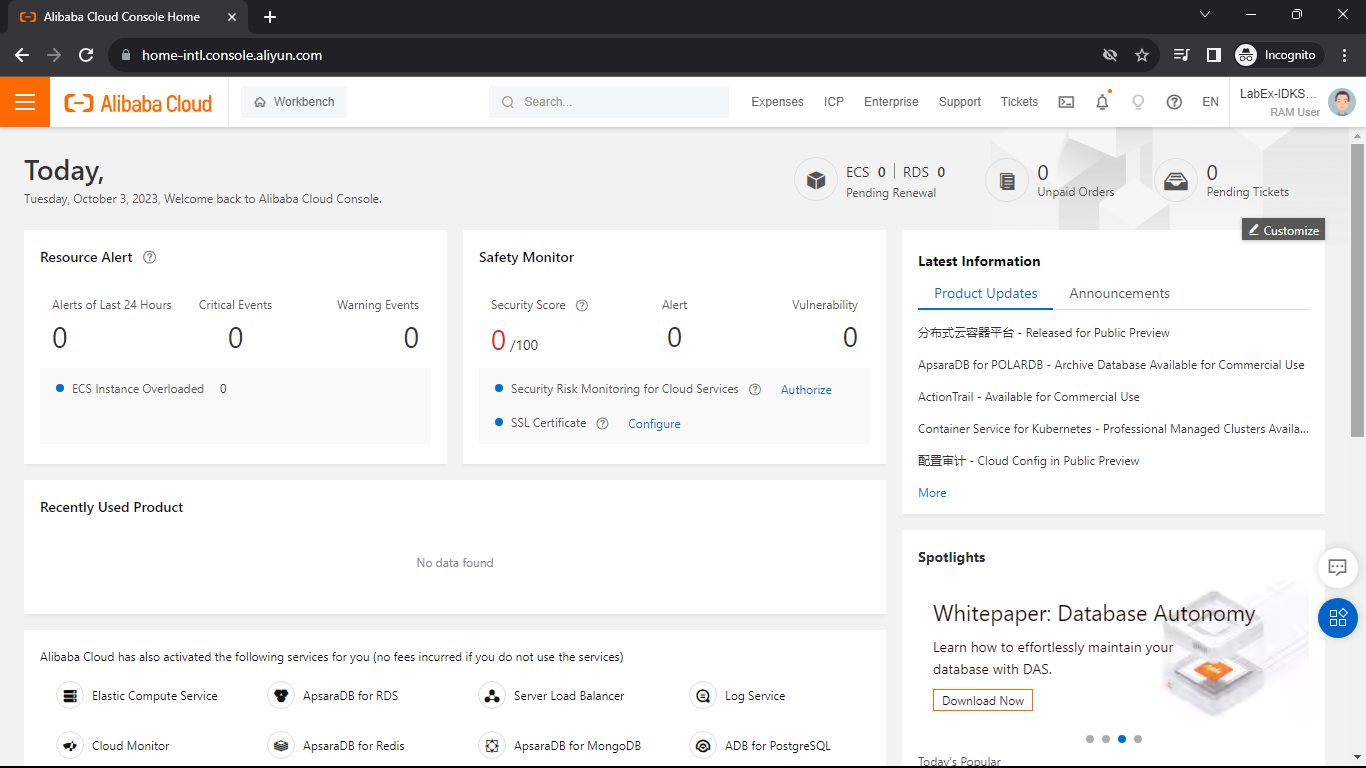 Alibaba Cloud Console Home
home-intl.console.aliyun.com
Incognito
Alibaba Cloud
Workbench
Search...
Expenses
ICP
Enterprise
Support
Tickets
EN
LabEx-IDKS...
RAM User
Today,
Tuesday, October 3, 2023, Welcome back to Alibaba Cloud Console.
ECS 0 | RDS 0
Pending Renewal
0
Unpaid Orders
0
Pending Tickets
Customize
Resource Alert
Alerts of Last 24 Hours
0
Critical Events
0
Warning Events
0
ECS Instance Overloaded 0
Safety Monitor
Security Score
0 /100
Alert
0
Vulnerability
0
Security Risk Monitoring for Cloud Services Authorize
SSL Certificate Configure
Latest Information
Product Updates
Announcements
分布式云容器平台 - Released for Public Preview
ApsaraDB for POLARDB - Archive Database Available for Commercial Use
ActionTrail - Available for Commercial Use
Container Service for Kubernetes - Professional Managed Clusters Availa...
配置审计 - Cloud Config in Public Preview
More
Recently Used Product
No data found
Alibaba Cloud has also activated the following services for you (no fees incurred if you do not use the services)
Elastic Compute Service
ApsaraDB for RDS
Server Load Balancer
Log Service
Cloud Monitor
ApsaraDB for Redis
ApsaraDB for MongoDB
ADB for PostgreSQL
Spotlights
Whitepaper: Database Autonomy
Learn how to effortlessly maintain your
database with DAS.
Download Now
Today's Popular